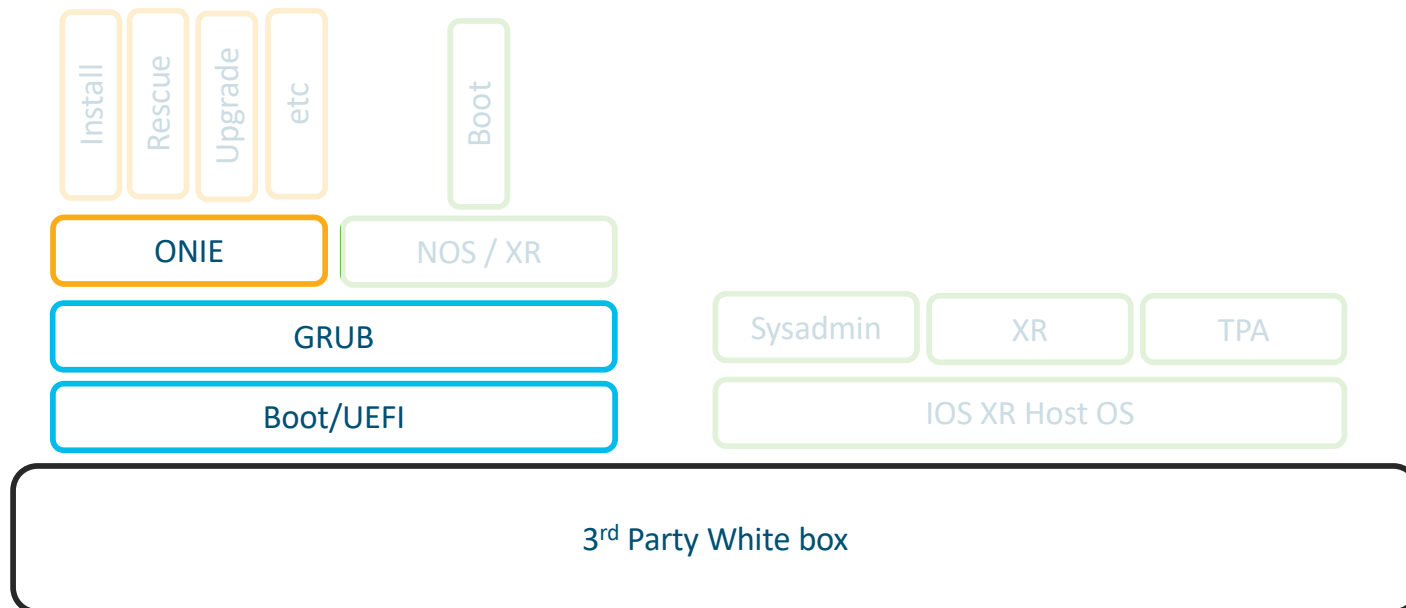 Install
Rescue
Upgrade
etc
Boot
ONIE
NOS / XR
GRUB
Sysadmin
XR
TPA
Boot/UEFI
IOS XR Host OS
3rd Party White box